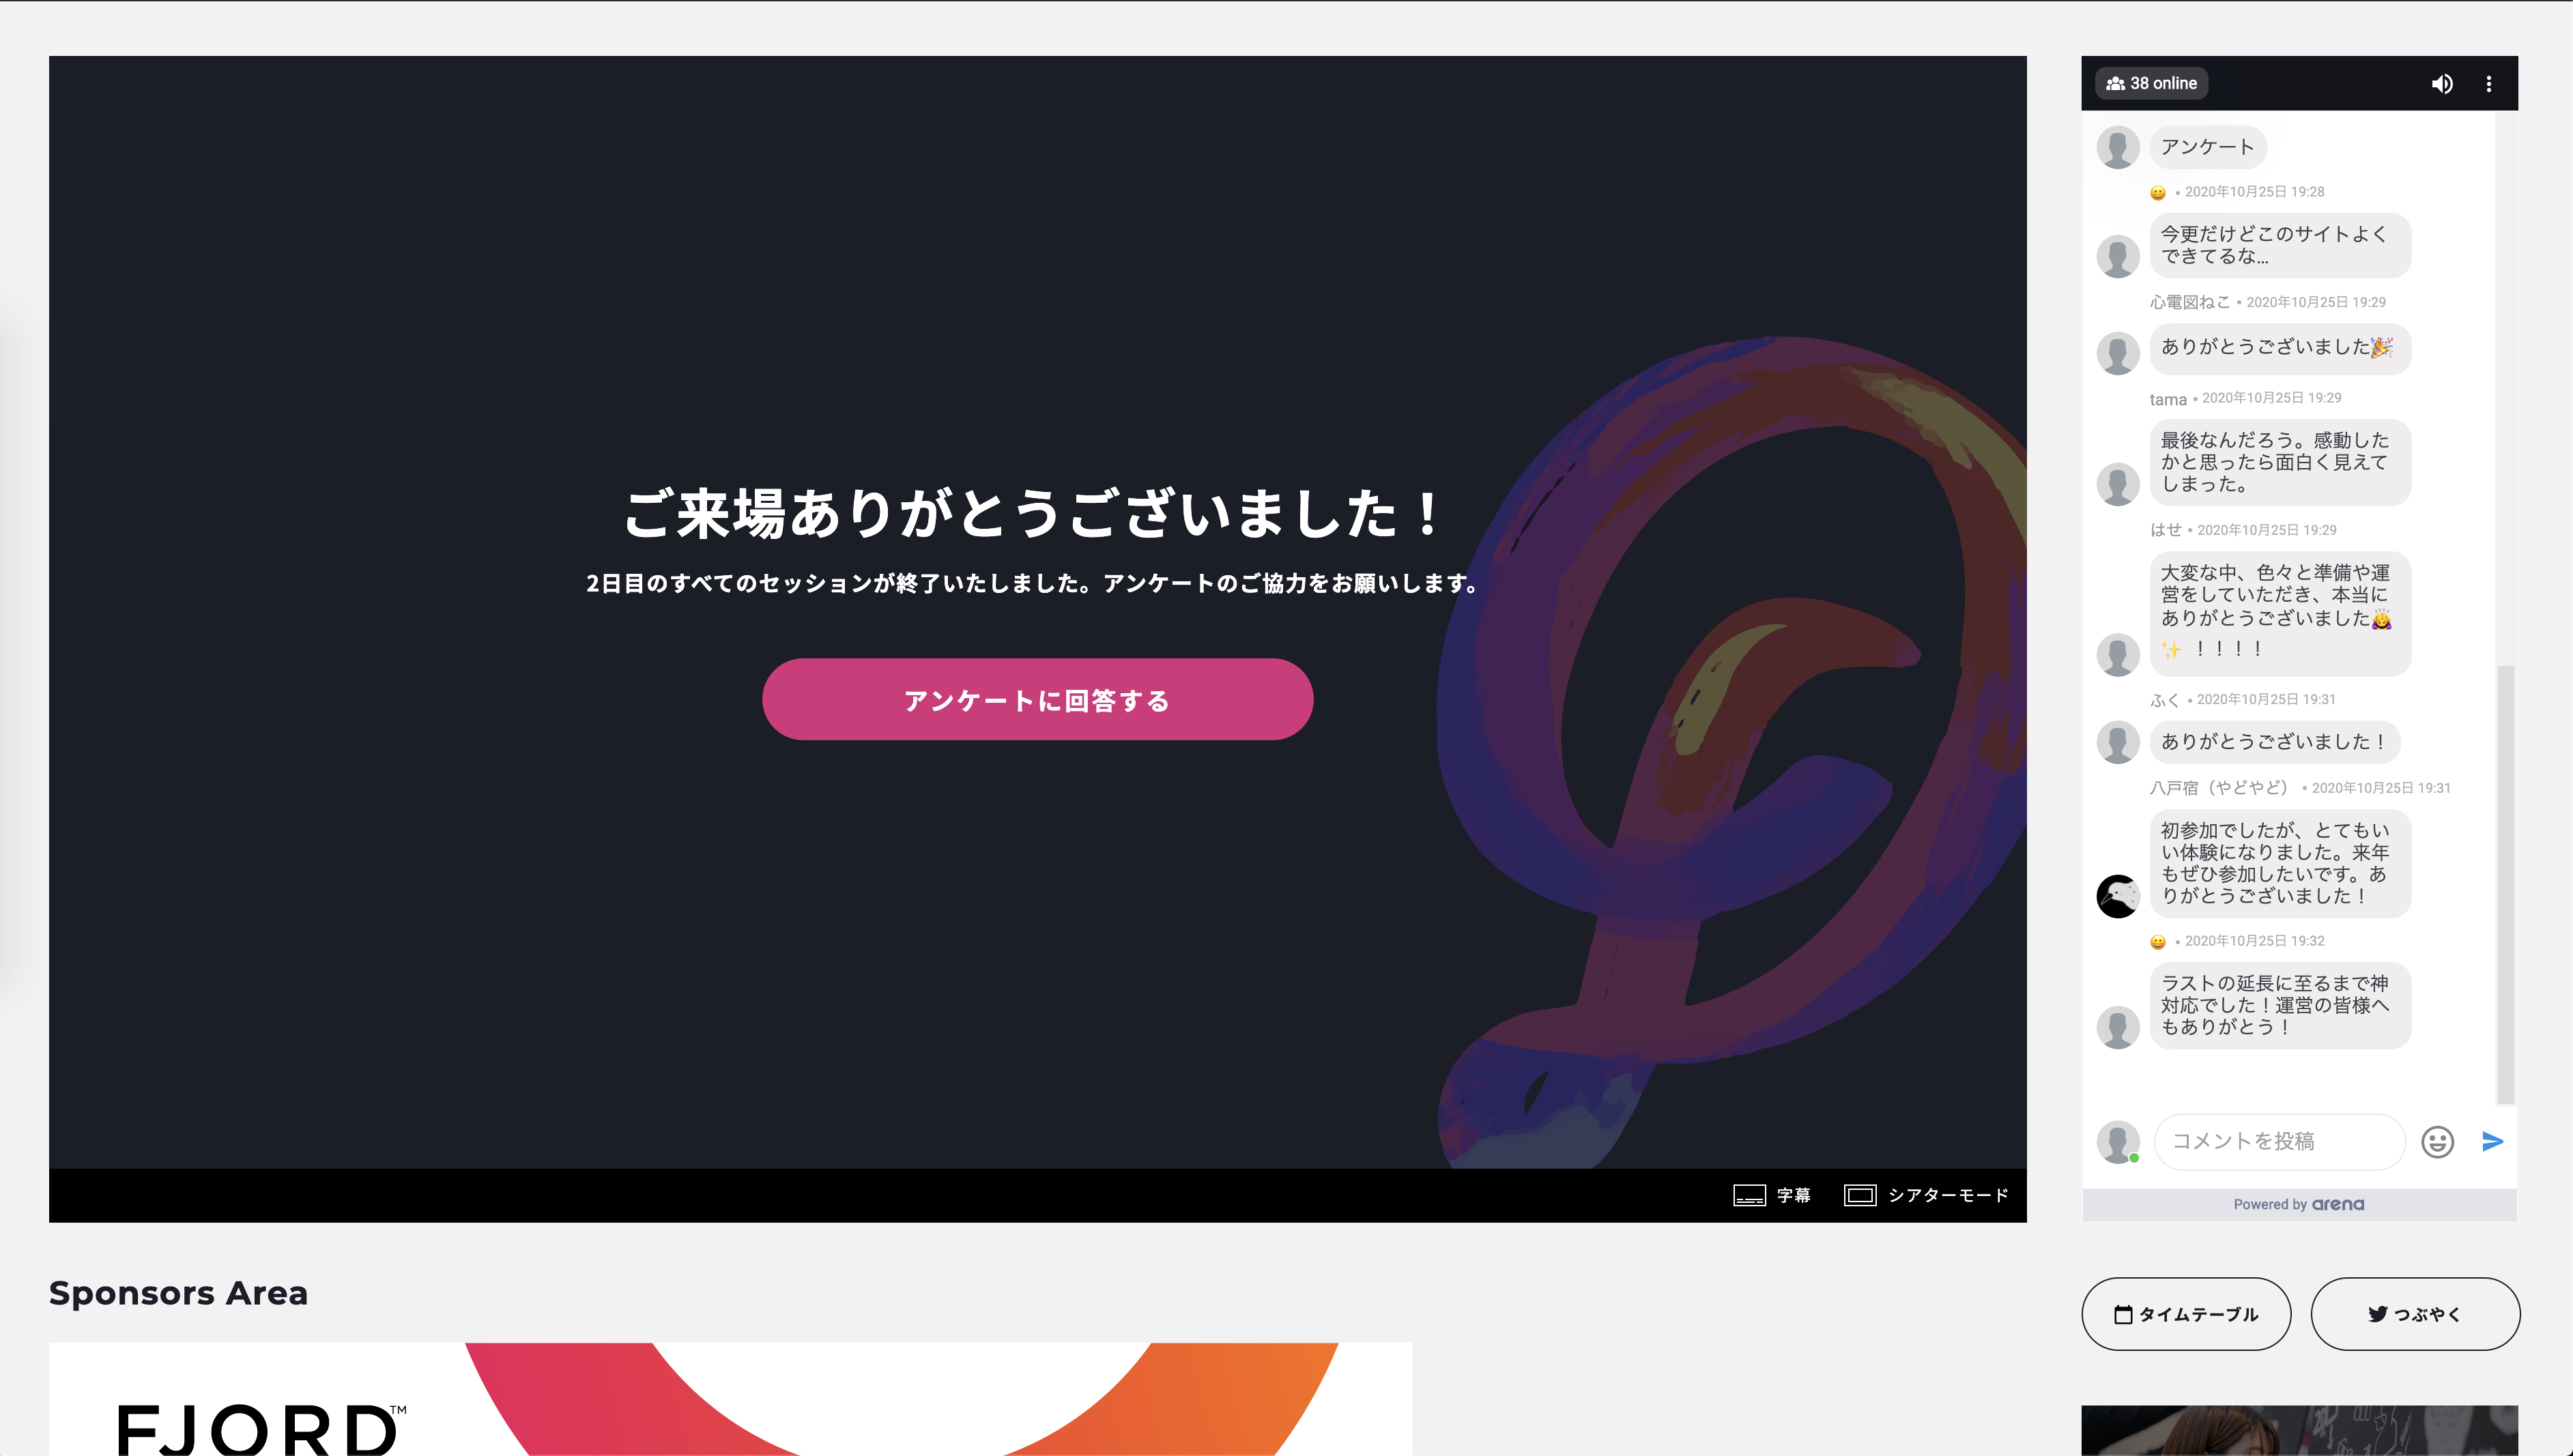 ご来場ありがとうございました！
2日目のすべてのセッションが終了いたしました。アンケートのご協力をお願いします。
アンケートに回答する
字幕
シアターモード
38 online
アンケート
😀 • 2020年10月25日 19:28
今更だけどこのサイトよく
できてるな...
心電図ねこ • 2020年10月25日 19:29
ありがとうございました🎉
tama • 2020年10月25日 19:29
最後なんだろう。感動した
かと思ったら面白く見えて
しまった。
はせ • 2020年10月25日 19:29
大変な中、色々と準備や運
営をしていただき、本当に
ありがとうございました🙇‍♀️
✨ ！！！！
ふく • 2020年10月25日 19:31
ありがとうございました！
八戸宿（やどやど） • 2020年10月25日 19:31
初参加でしたが、とてもい
い体験になりました。来年
もぜひ参加したいです。あ
りがとうございました！
😀 • 2020年10月25日 19:32
ラストの延長に至るまで神
対応でした！運営の皆様へ
もありがとう！
コメントを投稿
Powered by arena
Sponsors Area
タイムテーブル
つぶやく
FJORD™